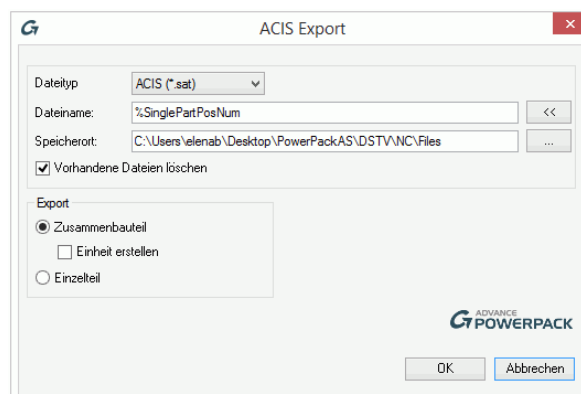 ACIS Export
Dateityp ACIS (*.sat)
Dateiname: %SinglePartPosNum <<
Speicherort: C:\Users\elenab\Desktop\PowerPackAS\DSTV\NC\Files ...
Vorhandene Dateien löschen
Export
Zusammenbauteil
Einheit erstellen
Einzelteil
ADVANCE
POWERPACK
OK Abbrechen